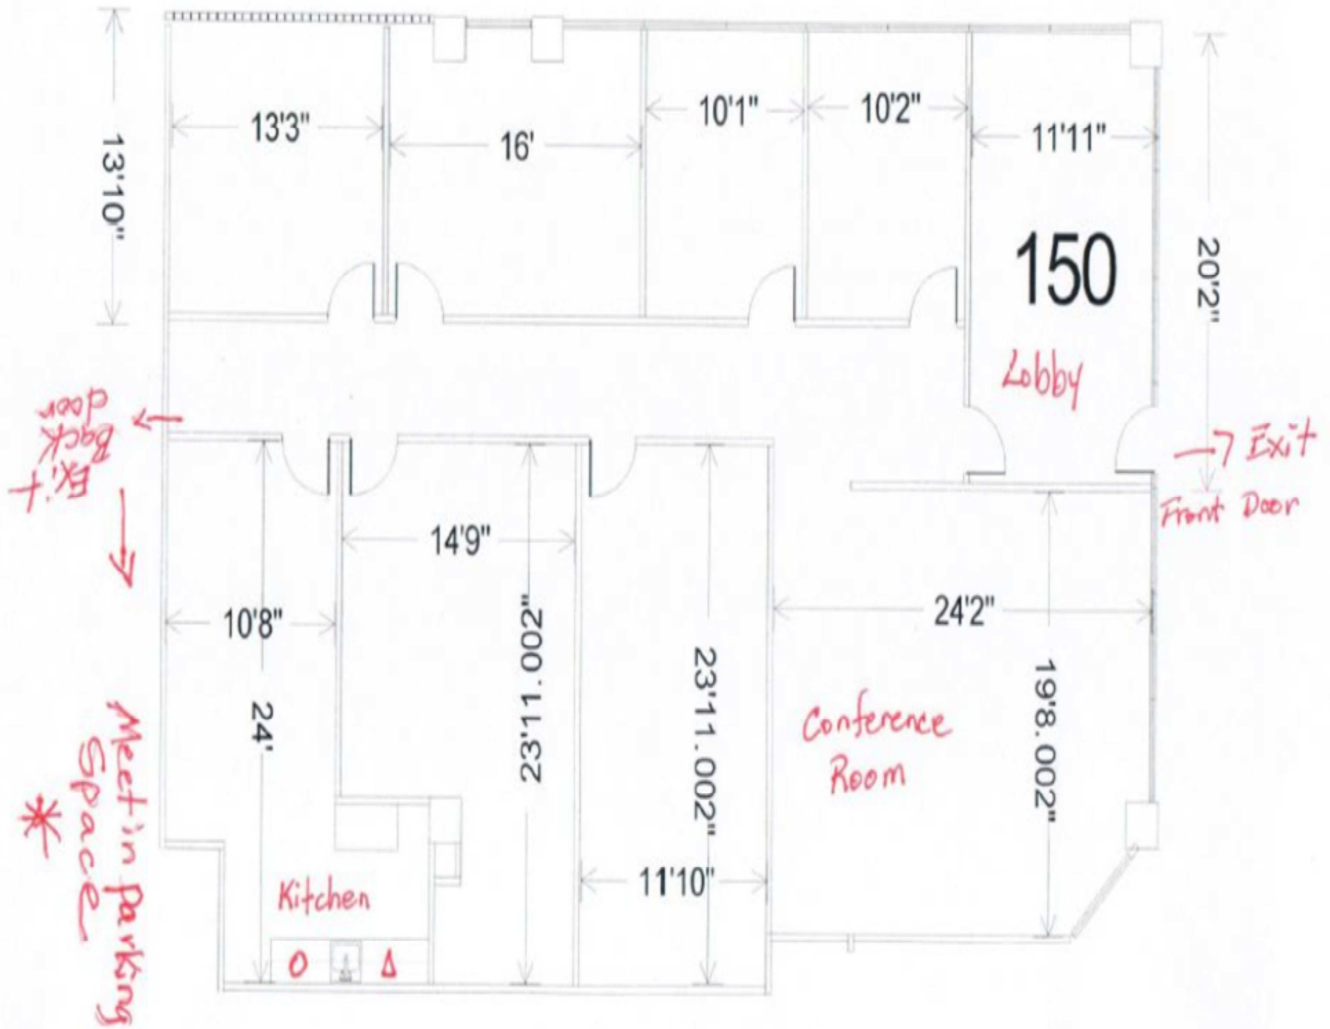 13'10"
13'3"
16'
10'1"
10'2"
11'11"
150
20'2"
Lobby
Exit
Back
door
→ Exit
Front Door
14'9"
10'8"
24'
23'11.002"
23'11.002"
24'2"
19'8.002"
Conference
Room
11'10"
Kitchen
Meet in parking
Space
*